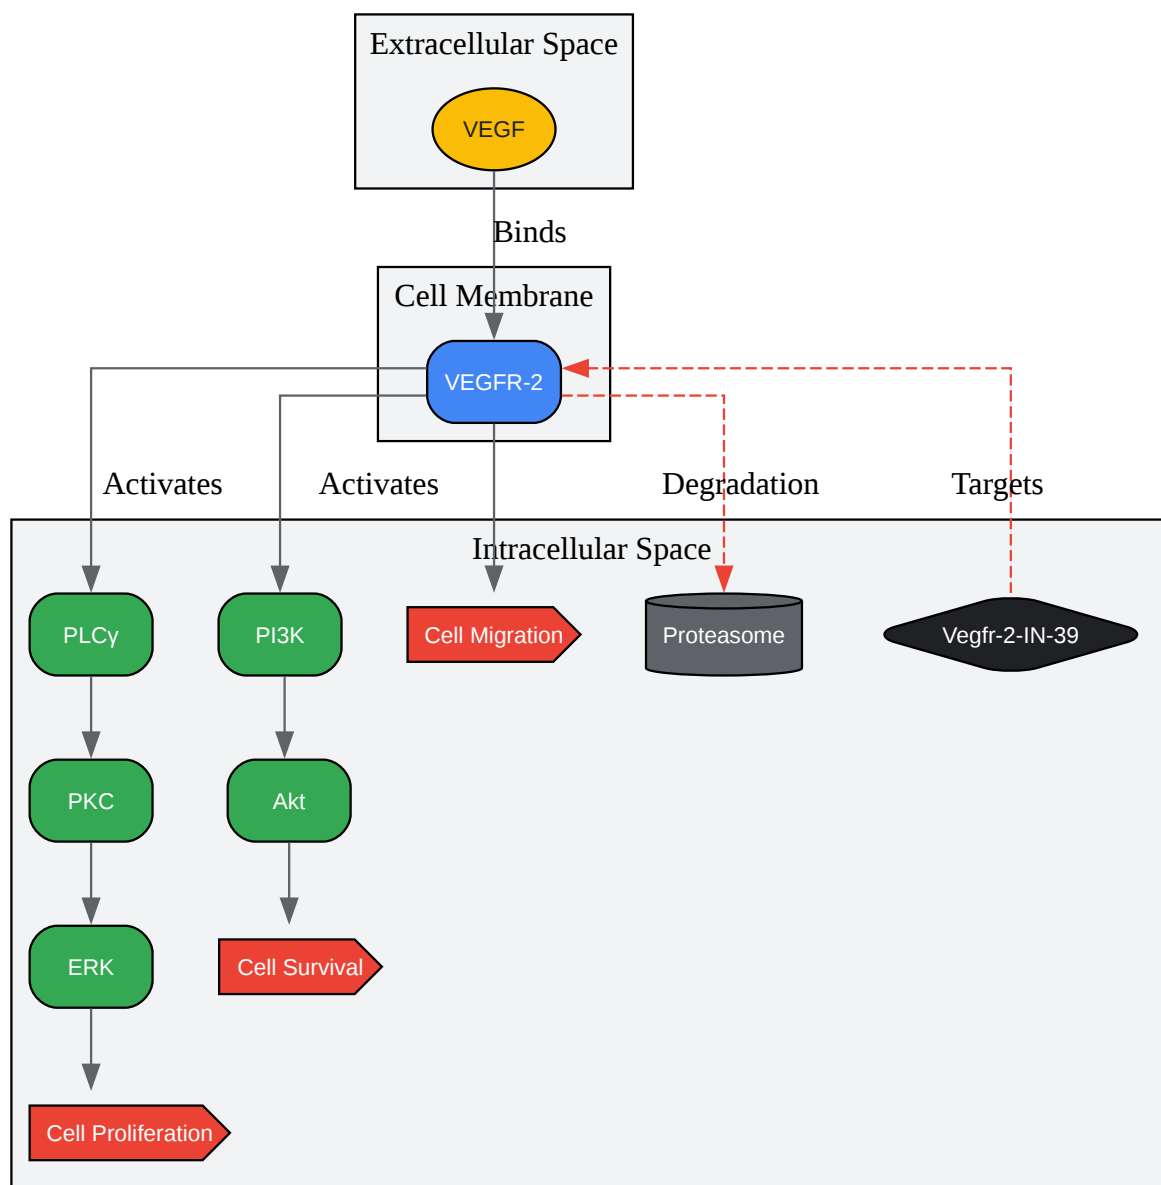 Extracellular Space
VEGF
Binds
Cell Membrane
VEGFR-2
Activates
Activates
Degradation
Targets
Intracellular Space
PLCγ
PI3K
Cell Migration
Proteasome
Vegfr-2-IN-39
PKC
Akt
ERK
Cell Survival
Cell Proliferation